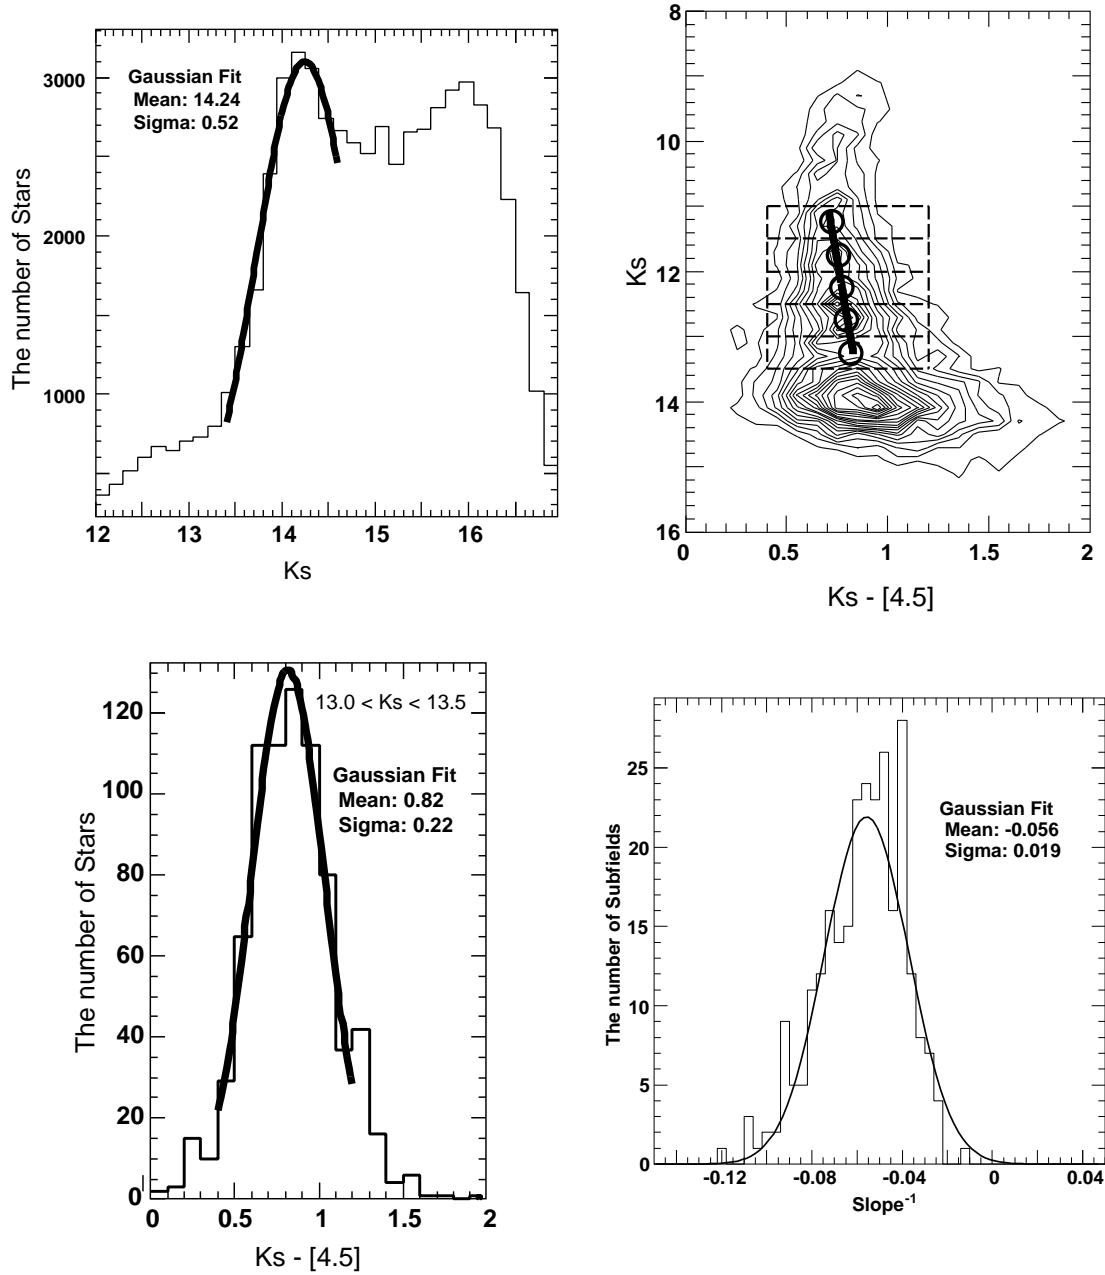 Gaussian Fit
Mean: 14.24
Sigma: 0.52
3000
2000
1000
The number of Stars
12 13 14 15 16
Ks
8
10
12
14
16
Ks
0 0.5 1 1.5 2
Ks - [4.5]
13.0 < Ks < 13.5
Gaussian Fit
Mean: 0.82
Sigma: 0.22
120
100
80
60
40
20
0
The number of Stars
0 0.5 1 1.5 2
Ks - [4.5]
Gaussian Fit
Mean: -0.056
Sigma: 0.019
25
20
15
10
5
0
The number of Subfields
-0.12 -0.08 -0.04 0 0.04
Slope⁻¹